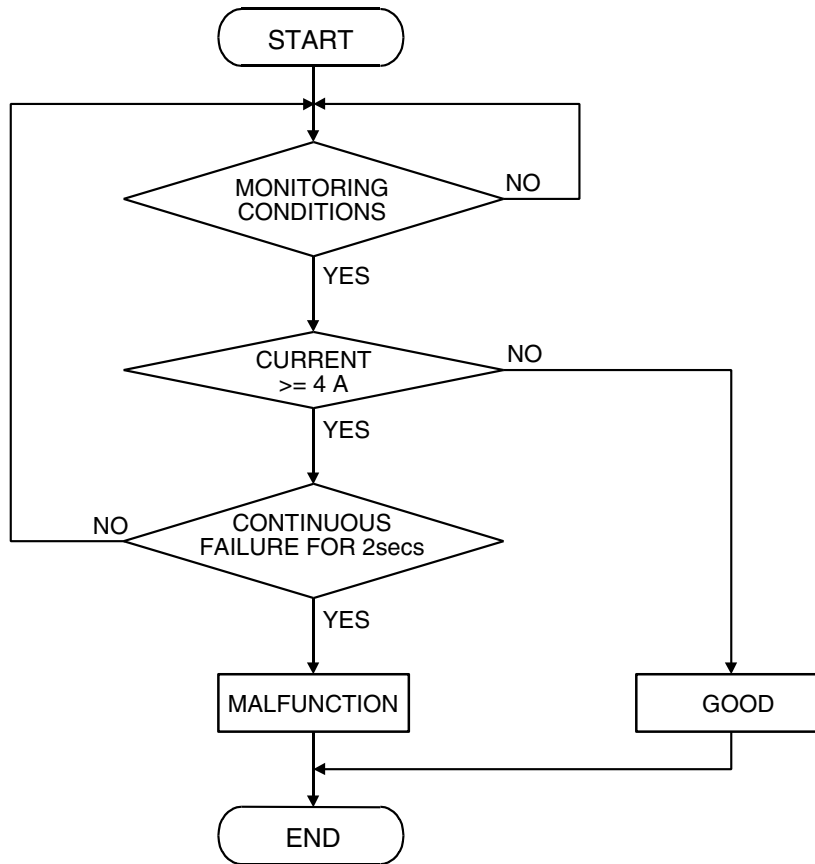 START
MONITORING
CONDITIONS
NO
YES
CURRENT
>= 4 A
NO
YES
CONTINUOUS
FAILURE FOR 2secs
NO
YES
MALFUNCTION
GOOD
END